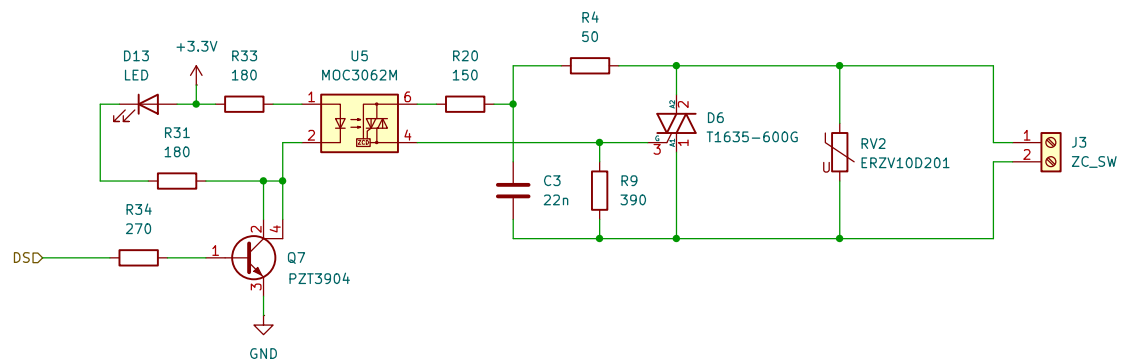 R4
50
+3.3V
D13
LED
R33
180
U5
MOC3062M
R20
150
1
6
2
4
ZCD
A2
2
D6
T1635-600G
G
3
A1
1
R31
180
RV2
ERZV10D201
U
1
2
J3
ZC_SW
C3
22n
R9
390
R34
270
2
4
DS
1
Q7
PZT3904
3
GND